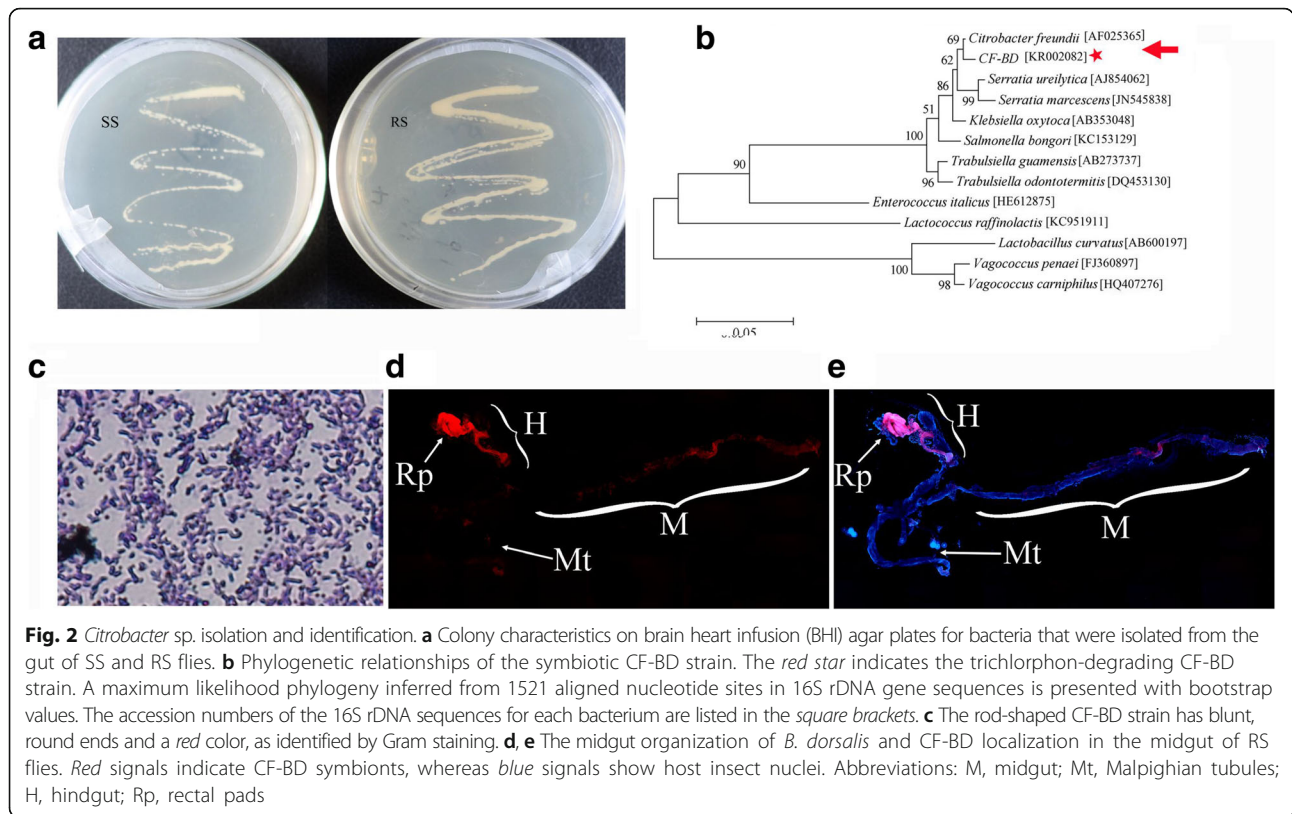 a
SS
RS
b
69
Citrobacter freundii [AF025365]
CF-BD [KR002082]
62
Serratia ureilytica [AJ854062]
86
99
Serratia marcescens [JN545838]
51
Klebsiella oxytoca [AB353048]
100
Salmonella bongori [KC153129]
Trabulsiella guamensis [AB273737]
90
96
Trabulsiella odontotermitis [DQ453130]
Enterococcus italicus [HE612875]
Lactococcus raffinolactis [KC951911]
Lactobacillus curvatus [AB600197]
100
Vagococcus penaei [FJ360897]
98
Vagococcus carniphilus [HQ407276]
0.05
c
d
H
Rp
M
Mt
e
H
Rp
M
Mt
Fig. 2 Citrobacter sp. isolation and identification. a Colony characteristics on brain heart infusion (BHI) agar plates for bacteria that were isolated from the
gut of SS and RS flies. b Phylogenetic relationships of the symbiotic CF-BD strain. The red star indicates the trichlorphon-degrading CF-BD
strain. A maximum likelihood phylogeny inferred from 1521 aligned nucleotide sites in 16S rDNA gene sequences is presented with bootstrap
values. The accession numbers of the 16S rDNA sequences for each bacterium are listed in the square brackets. c The rod-shaped CF-BD strain has blunt,
round ends and a red color, as identified by Gram staining. d, e The midgut organization of B. dorsalis and CF-BD localization in the midgut of RS
flies. Red signals indicate CF-BD symbionts, whereas blue signals show host insect nuclei. Abbreviations: M, midgut; Mt, Malpighian tubules;
H, hindgut; Rp, rectal pads